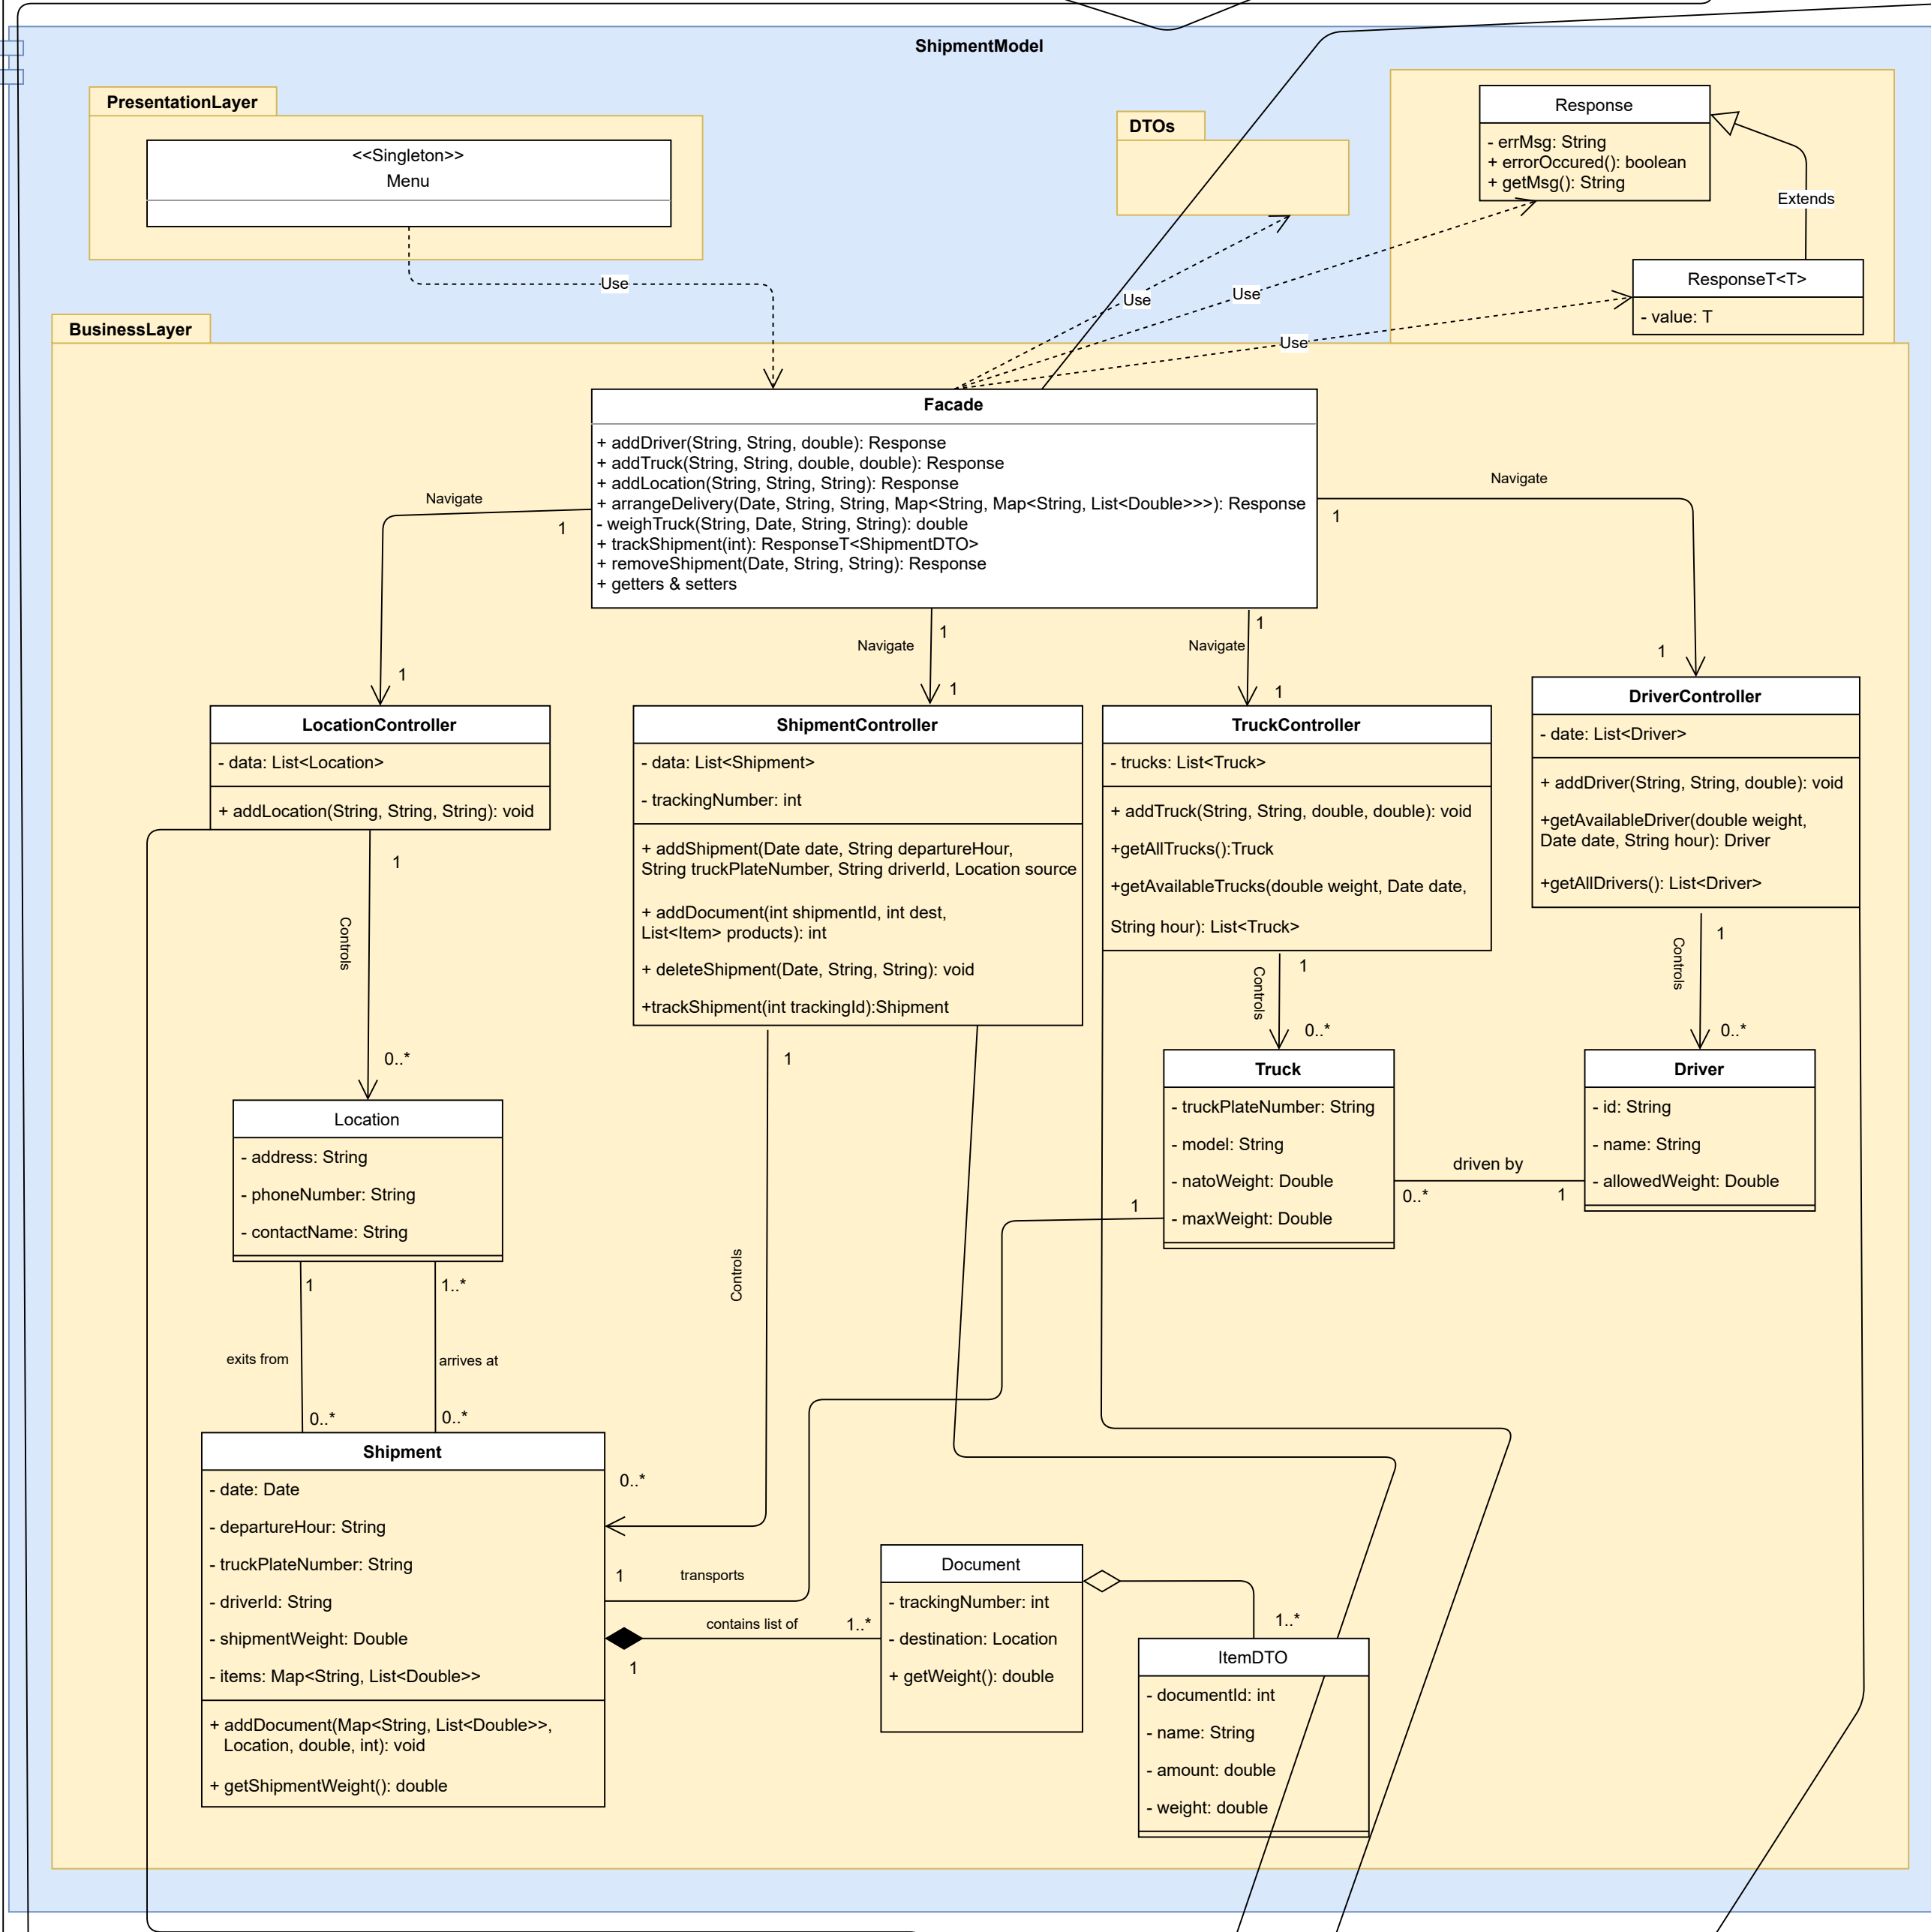 ShipmentModel
PresentationLayer
<<Singleton>>
Menu
DTOs
Response
- errMsg: String
+ errorOccured(): boolean
+ getMsg(): String
Extends
ResponseT<T>
- value: T
Use
Use
Use
Use
BusinessLayer
Facade
+ addDriver(String, String, double): Response
+ addTruck(String, String, double, double): Response
+ addLocation(String, String, String): Response
+ arrangeDelivery(Date, String, String, Map<String, Map<String, List<Double>>>): Response
- weighTruck(String, Date, String, String): double
+ trackShipment(int): ResponseT<ShipmentDTO>
+ removeShipment(Date, String, String): Response
+ getters & setters
Navigate
1
1
Navigate
1
1
Navigate
1
1
Navigate
1
1
LocationController
- data: List<Location>
+ addLocation(String, String, String): void
ShipmentController
- data: List<Shipment>
- trackingNumber: int
+ addShipment(Date date, String departureHour,
String truckPlateNumber, String driverId, Location source
+ addDocument(int shipmentId, int dest,
List<Item> products): int
+ deleteShipment(Date, String, String): void
+trackShipment(int trackingId):Shipment
TruckController
- trucks: List<Truck>
+ addTruck(String, String, double, double): void
+getAllTrucks():Truck
+getAvailableTrucks(double weight, Date date,
String hour): List<Truck>
DriverController
- date: List<Driver>
+ addDriver(String, String, double): void
+getAvailableDriver(double weight,
Date date, String hour): Driver
+getAllDrivers(): List<Driver>
1
Controls
0..*
1
Controls
0..*
1
Controls
0..*
1
Controls
0..*
Location
- address: String
- phoneNumber: String
- contactName: String
Truck
- truckPlateNumber: String
- model: String
- natoWeight: Double
- maxWeight: Double
driven by
0..*
1
Driver
- id: String
- name: String
- allowedWeight: Double
1
1
1..*
exits from
arrives at
0..*
0..*
Shipment
- date: Date
- departureHour: String
- truckPlateNumber: String
- driverId: String
- shipmentWeight: Double
- items: Map<String, List<Double>>
+ addDocument(Map<String, List<Double>>,
Location, double, int): void
+ getShipmentWeight(): double
1
transports
contains list of
1..*
1
Document
- trackingNumber: int
- destination: Location
+ getWeight(): double
1..*
ItemDTO
- documentId: int
- name: String
- amount: double
- weight: double